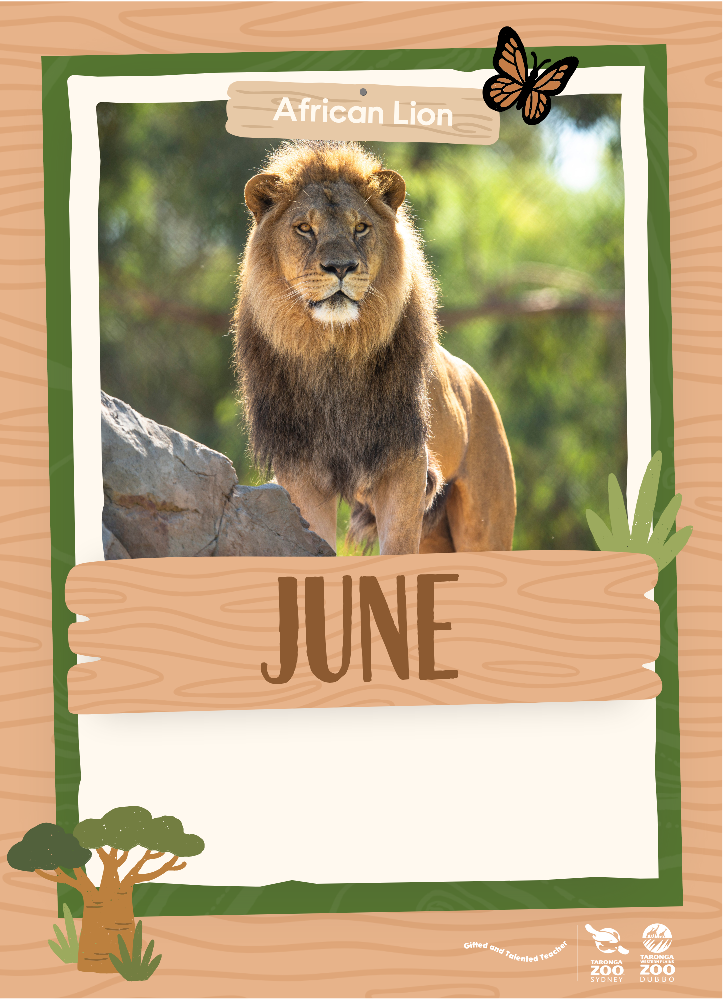 African Lion
JUNE
Gifted and Talented Teacher
TARONGA
ZOO
SYDNEY
TARONGA
WESTERN PLAINS
ZOO
DUBBO